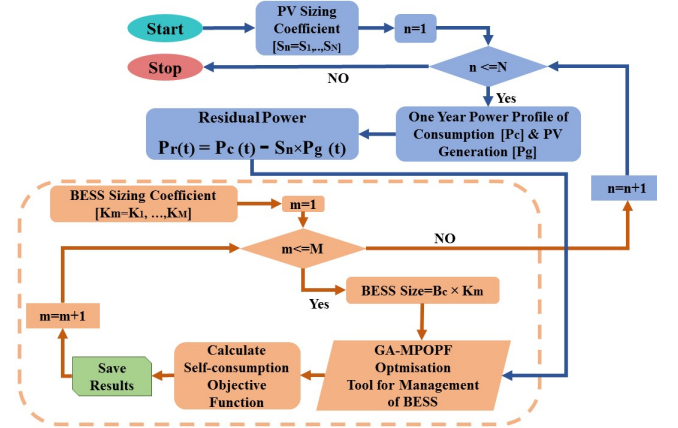 Start
PV Sizing
Coefficient
[Sn=S1,..,SN]
n=1
n <=N
NO
Stop
Yes
One Year Power Profile of
Consumption [Pc] & PV
Generation [Pg]
Residual Power
Pr(t) = Pc (t) − Sn×Pg (t)
n=n+1
BESS Sizing Coefficient
[Km=K1, ...,KM]
m=1
m<=M
NO
Yes
BESS Size=Bc × Km
m=m+1
GA-MPOPF
Optmisation
Tool for Management
of BESS
Calculate
Self-consumption
Objective
Function
Save
Results